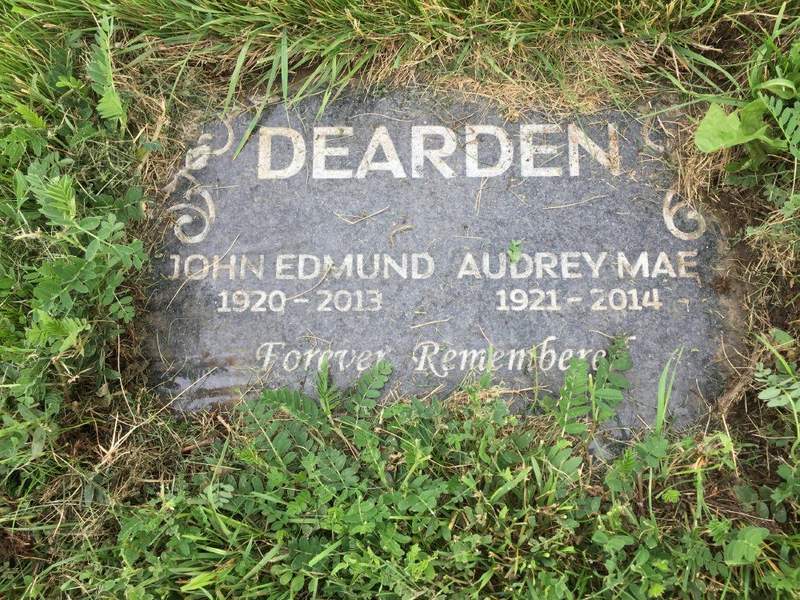 DEARDEN
JOHN EDMUND AUDREY MAE
1920 – 2013 1921 – 2014
Forever Remembered